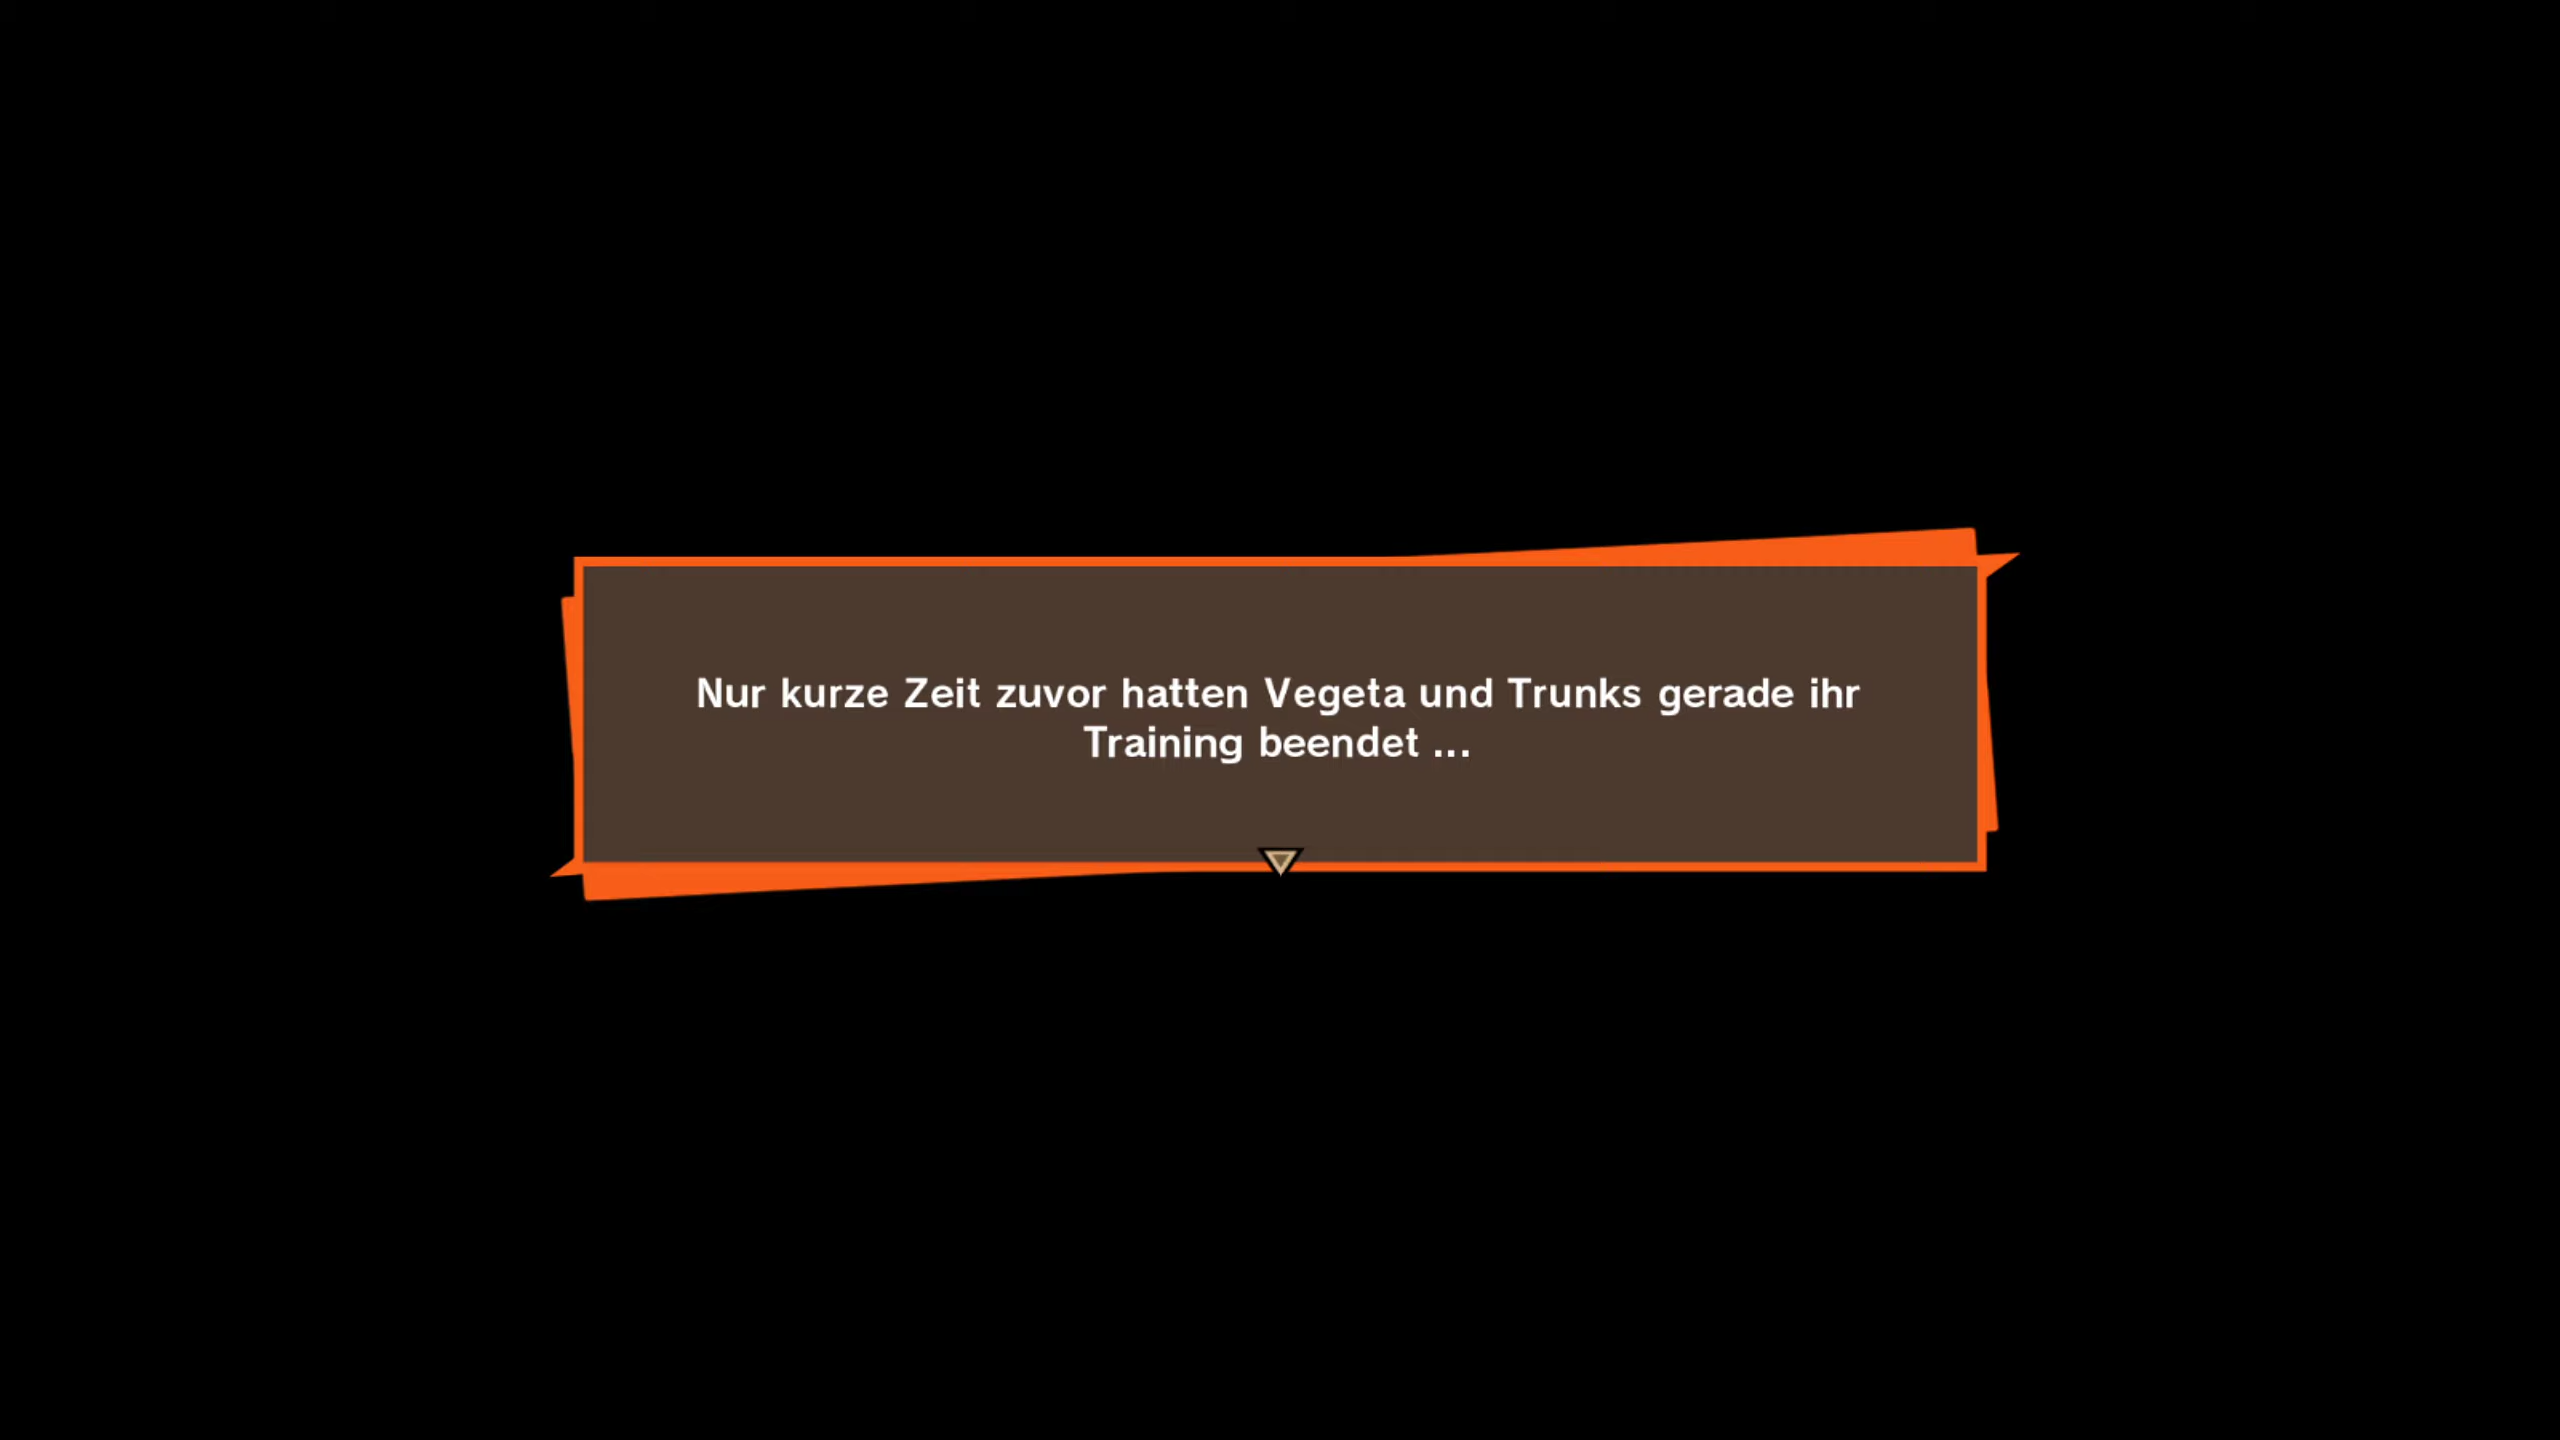 Nur kurze Zeit zuvor hatten Vegeta und Trunks gerade ihr
Training beendet ...